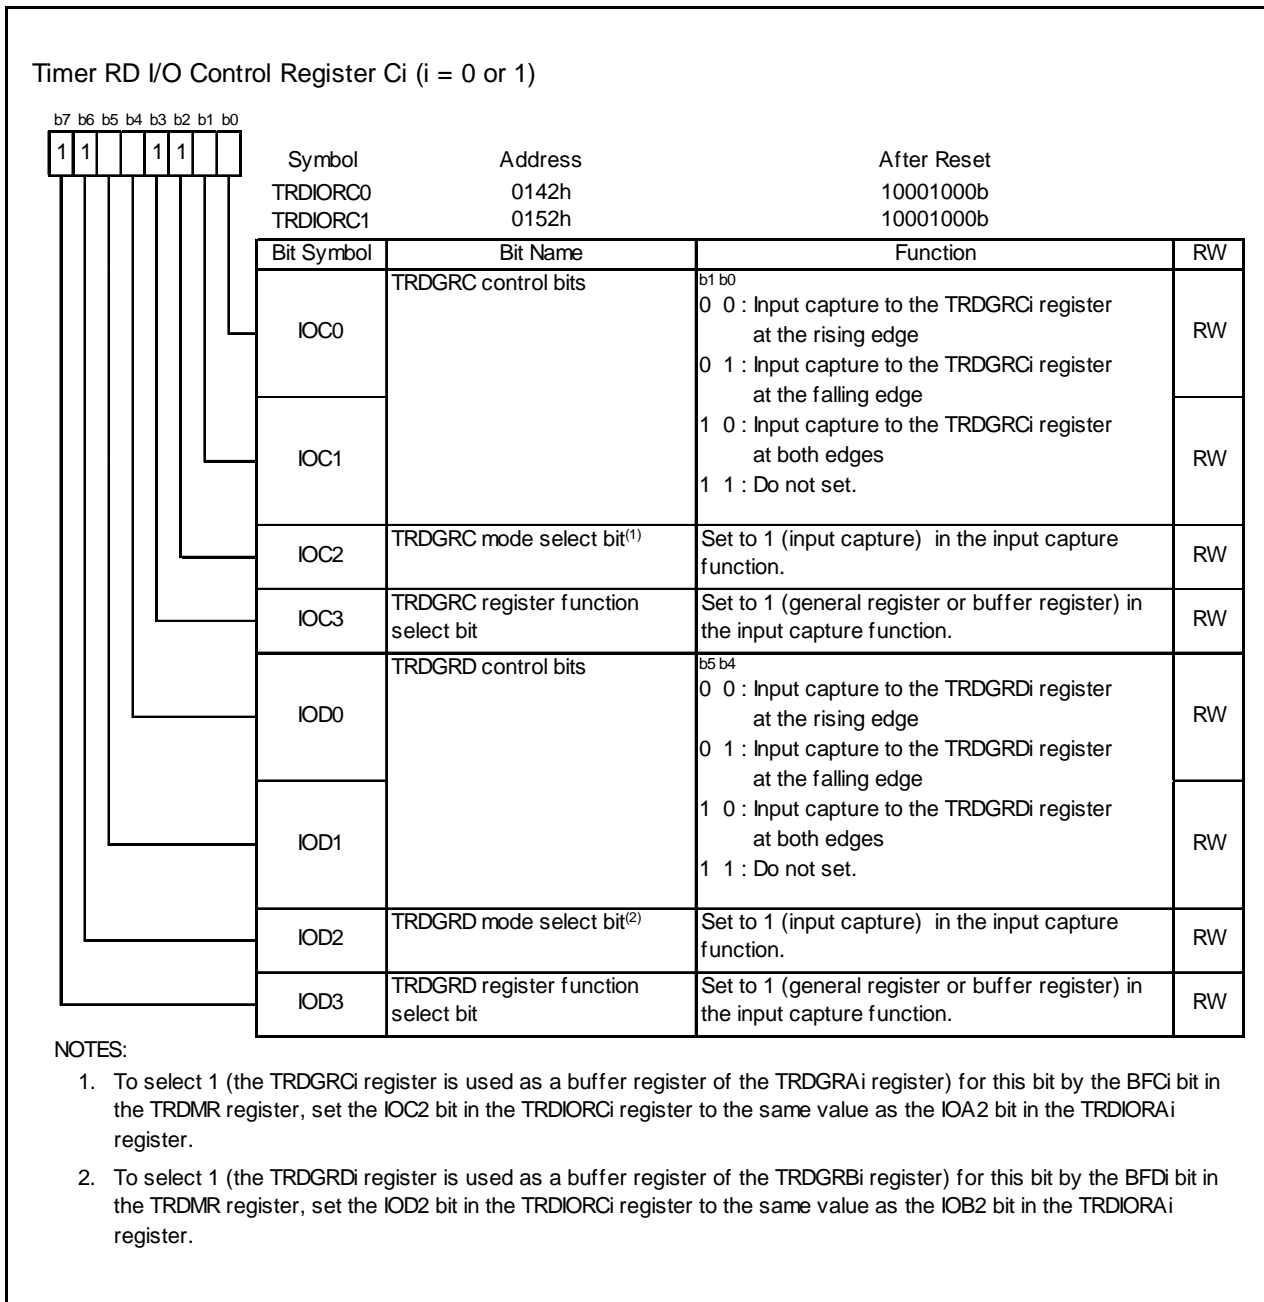 Timer RD I/O Control Register Ci (i = 0 or 1)
b7 b6 b5 b4 b3 b2 b1 b0
1 1 1 1
Symbol Address After Reset
TRDIORC0 0142h 10001000b
TRDIORC1 0152h 10001000b
Bit Symbol Bit Name Function RW
IOC0 TRDGRC control bits b1 b0
0 0 : Input capture to the TRDGRCi register
at the rising edge
RW
0 1 : Input capture to the TRDGRCi register
at the falling edge
IOC1 1 0 : Input capture to the TRDGRCi register
at both edges
RW
1 1 : Do not set.
IOC2 TRDGRC mode select bit(1) Set to 1 (input capture) in the input capture
function.
RW
IOC3 TRDGRC register function
select bit
Set to 1 (general register or buffer register) in
the input capture function.
RW
IOD0 TRDGRD control bits b5 b4
0 0 : Input capture to the TRDGRDi register
at the rising edge
RW
0 1 : Input capture to the TRDGRDi register
at the falling edge
IOD1 1 0 : Input capture to the TRDGRDi register
at both edges
RW
1 1 : Do not set.
IOD2 TRDGRD mode select bit(2) Set to 1 (input capture) in the input capture
function.
RW
IOD3 TRDGRD register function
select bit
Set to 1 (general register or buffer register) in
the input capture function.
RW
NOTES:
1. To select 1 (the TRDGRCi register is used as a buffer register of the TRDGRAi register) for this bit by the BFCi bit in
the TRDMR register, set the IOC2 bit in the TRDIORCi register to the same value as the IOA2 bit in the TRDIORAi
register.
2. To select 1 (the TRDGRDi register is used as a buffer register of the TRDGRBi register) for this bit by the BFDi bit in
the TRDMR register, set the IOD2 bit in the TRDIORCi register to the same value as the IOB2 bit in the TRDIORAi
register.